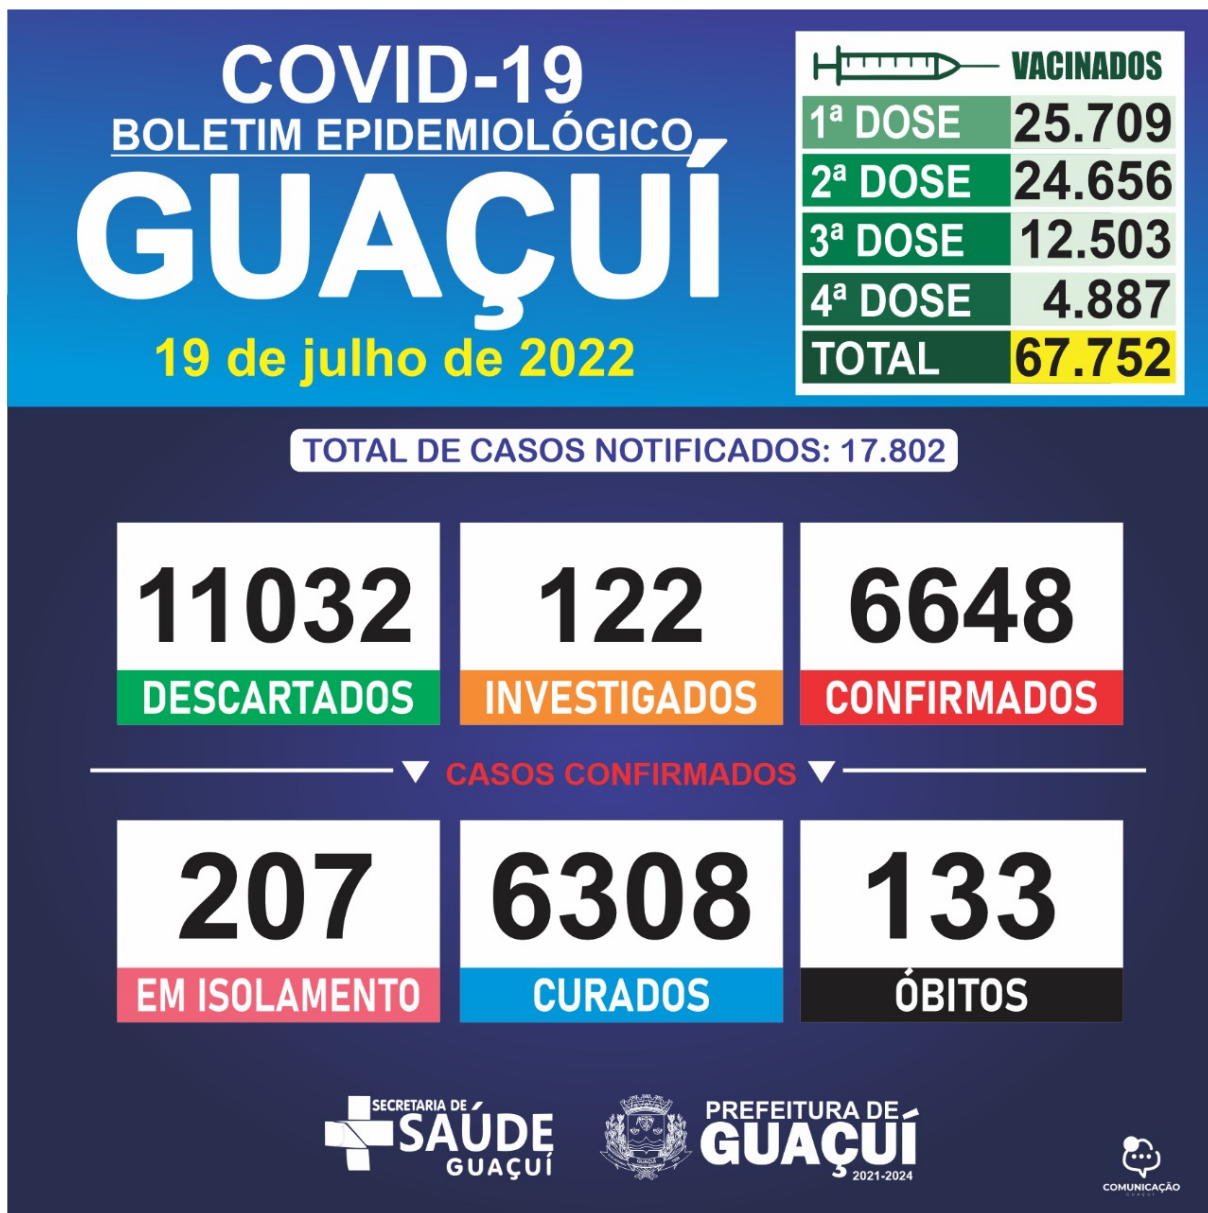 COVID-19
BOLETIM EPIDEMIOLÓGICO
GUAÇUÍ
19 de julho de 2022
VACINADOS
1ª DOSE 25.709
2ª DOSE 24.656
3ª DOSE 12.503
4ª DOSE 4.887
TOTAL 67.752
TOTAL DE CASOS NOTIFICADOS: 17.802
11032 122 6648
DESCARTADOS INVESTIGADOS CONFIRMADOS
CASOS CONFIRMADOS
207 6308 133
EM ISOLAMENTO CURADOS ÓBITOS
SECRETARIA DE
SAÚDE
GUAÇUÍ
PREFEITURA DE
GUAÇUÍ
2021-2024
COMUNICAÇÃO
GUAÇUÍ